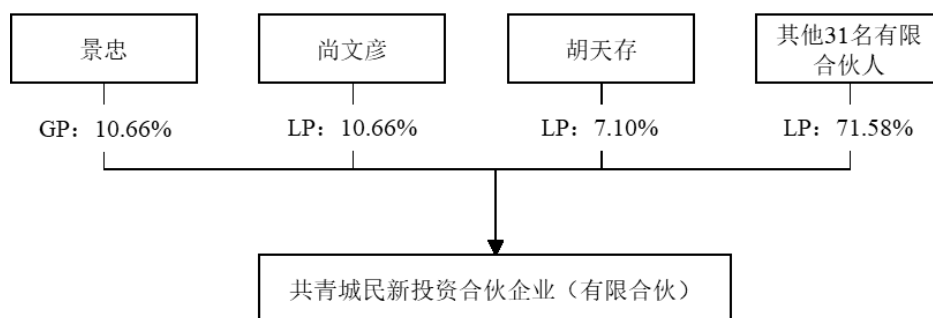 景忠
尚文彦
胡天存
其他31名有限
合伙人
GP：10.66%
LP：10.66%
LP：7.10%
LP：71.58%
共青城民新投资合伙企业（有限合伙）